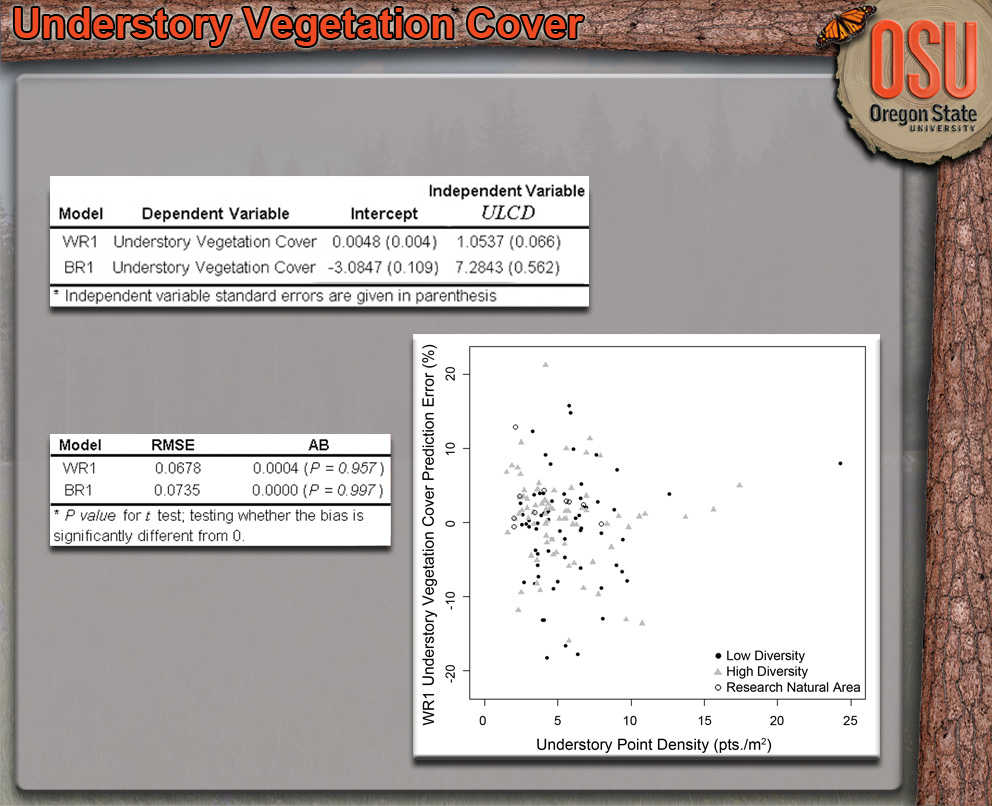 Understory Vegetation Cover
OSU
Oregon State
UNIVERSITY
Independent Variable
Model Dependent Variable Intercept ULCD
WR1 Understory Vegetation Cover 0.0048 (0.004) 1.0537 (0.066)
BR1 Understory Vegetation Cover -3.0847 (0.109) 7.2843 (0.562)
* Independent variable standard errors are given in parenthesis
Model RMSE AB
WR1 0.0678 0.0004 (P = 0.957)
BR1 0.0735 0.0000 (P = 0.997)
* P value for t test; testing whether the bias is
significantly different from 0.
WR1 Understory Vegetation Cover Prediction Error (%)
20
10
0
-10
-20
Low Diversity
High Diversity
Research Natural Area
0 5 10 15 20 25
Understory Point Density (pts./m²)